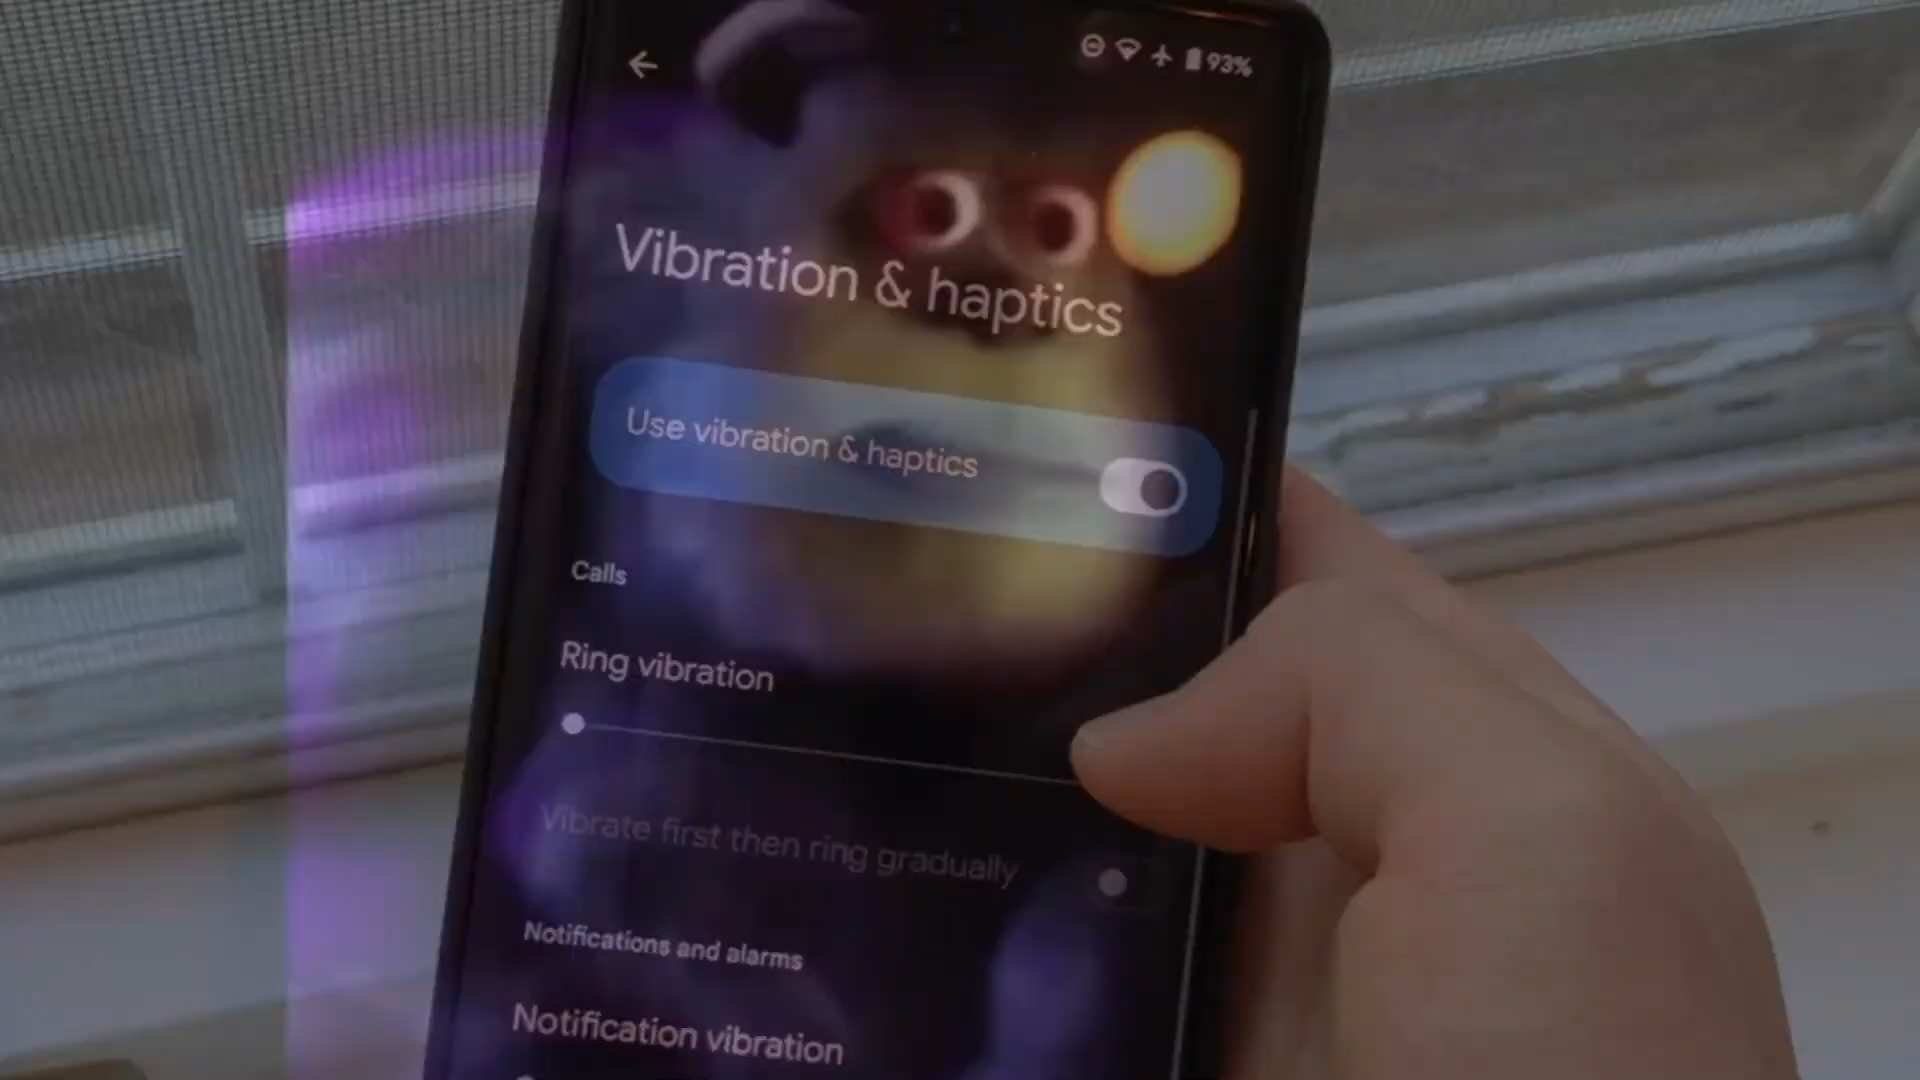 93%
Vibration & haptics
Use vibration & haptics
Calls
Ring vibration
Vibrate first then ring gradually
Notifications and alarms
Notification vibration